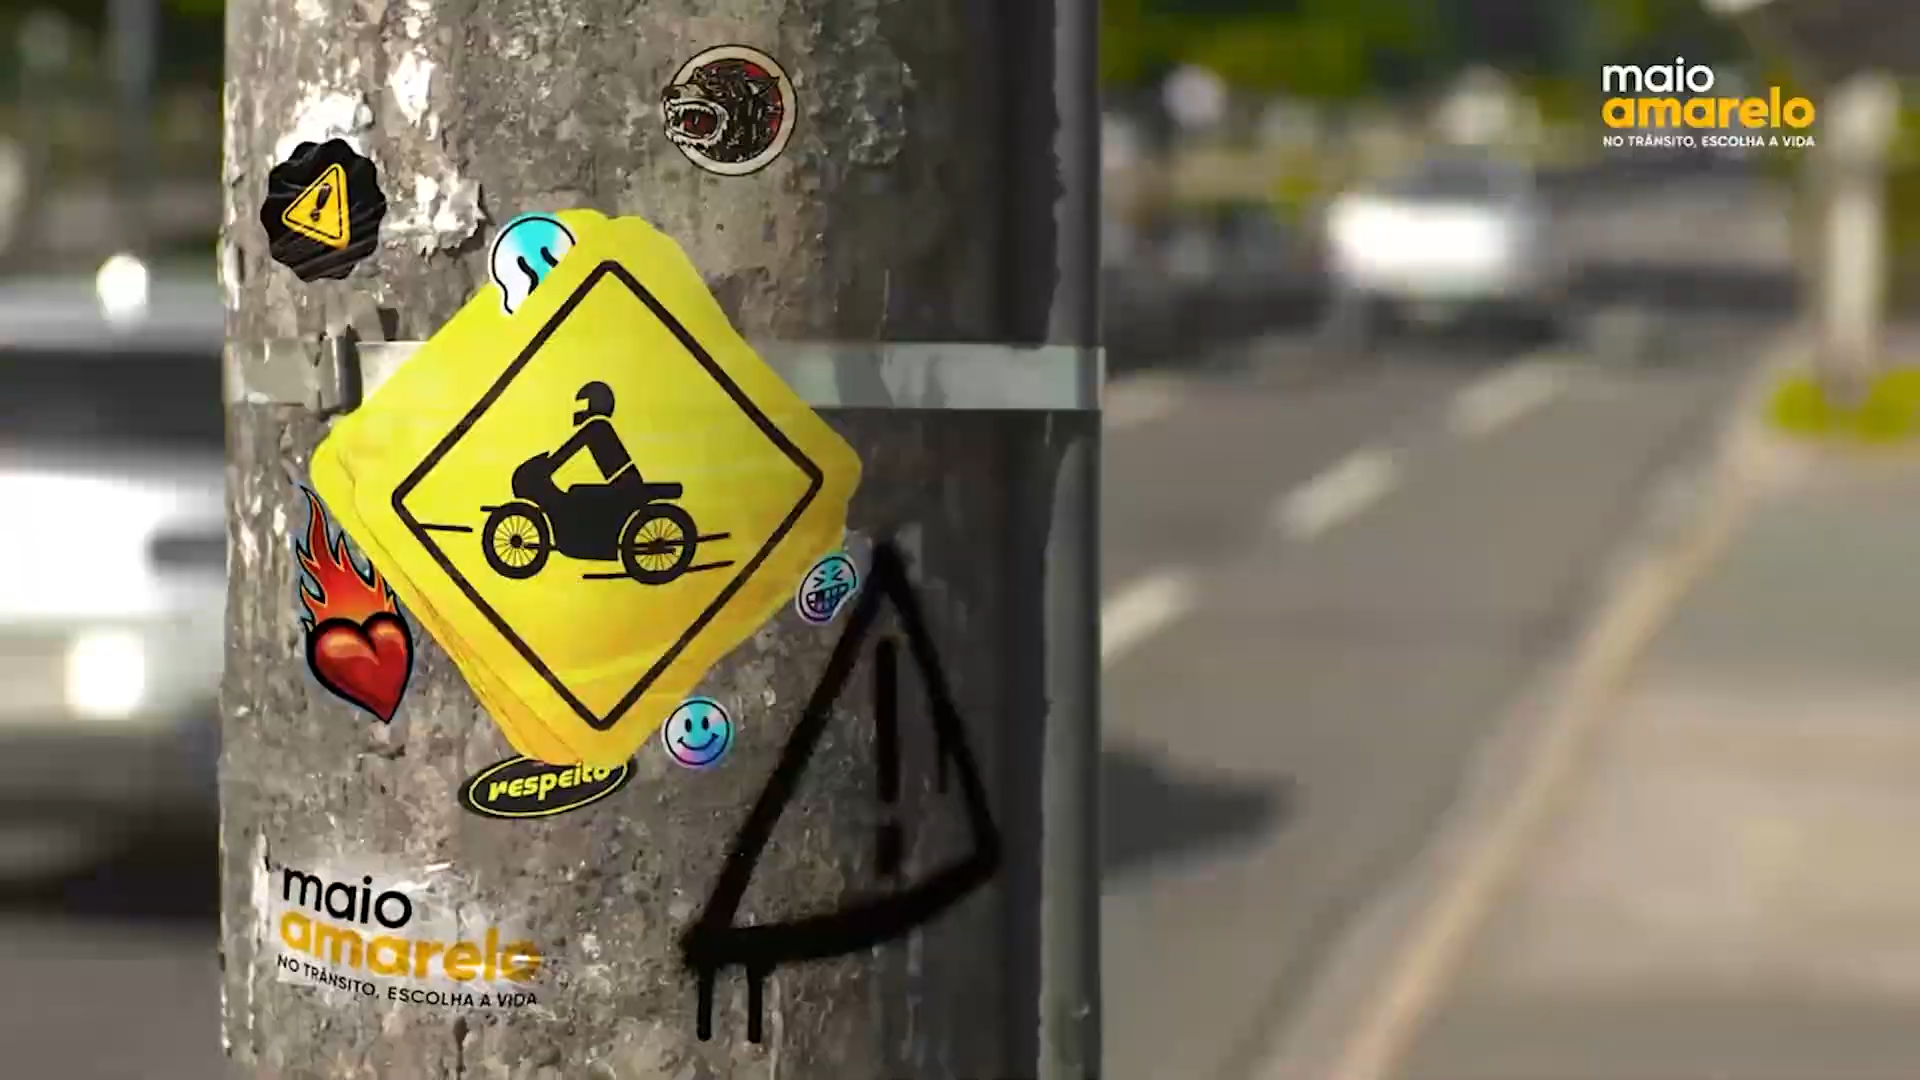 maio
amarelo
NO TRÂNSITO, ESCOLHA A VIDA
respeito
maio
amarelo
NO TRÂNSITO, ESCOLHA A VIDA